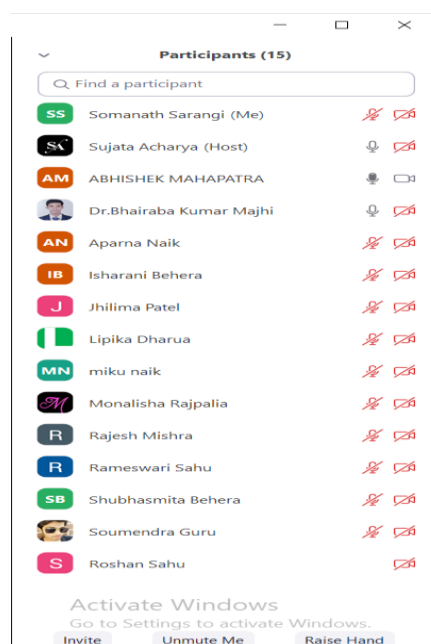 Participants (15)
Find a participant
SS Somanath Sarangi (Me)
SA Sujata Acharya (Host)
AM ABHISHEK MAHAPATRA
Dr.Bhairaba Kumar Majhi
AN Aparna Naik
IB Isharani Behera
J Jhilima Patel
Lipika Dharua
MN miku naik
M Monalisha Rajpalia
R Rajesh Mishra
R Rameswari Sahu
SB Shubhasmita Behera
Soumendra Guru
S Roshan Sahu
Activate Windows
Go to Settings to activate Windows.
Invite Unmute Me Raise Hand